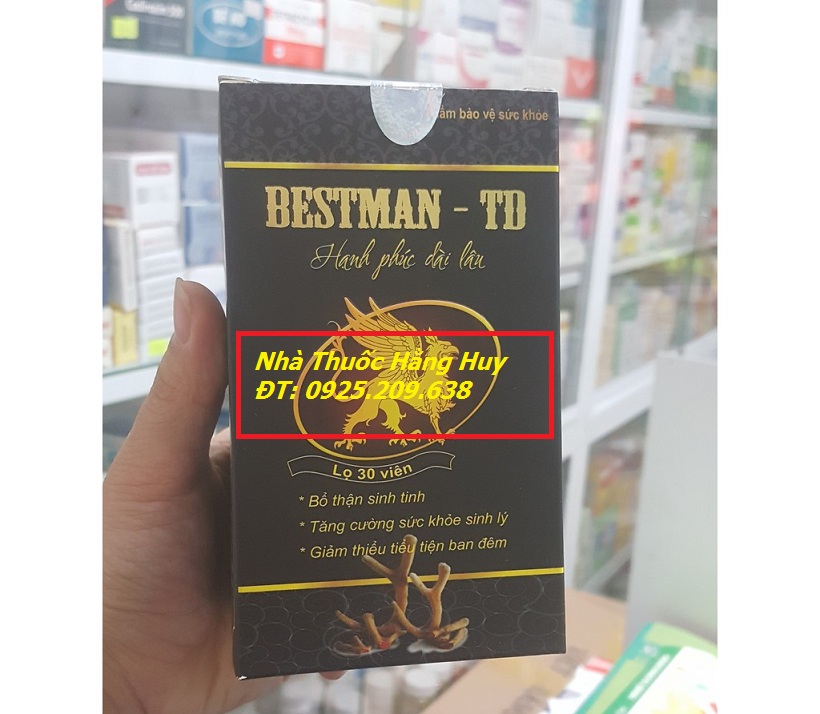 bảo vệ sức khỏe
BESTMAN - TD
Hạnh phúc dài lâu
Nhà Thuốc Hằng Huy
ĐT: 0925.209.638
Lọ 30 viên
* Bổ thận sinh tinh
* Tăng cường sức khỏe sinh lý
* Giảm thiểu tiểu tiện ban đêm